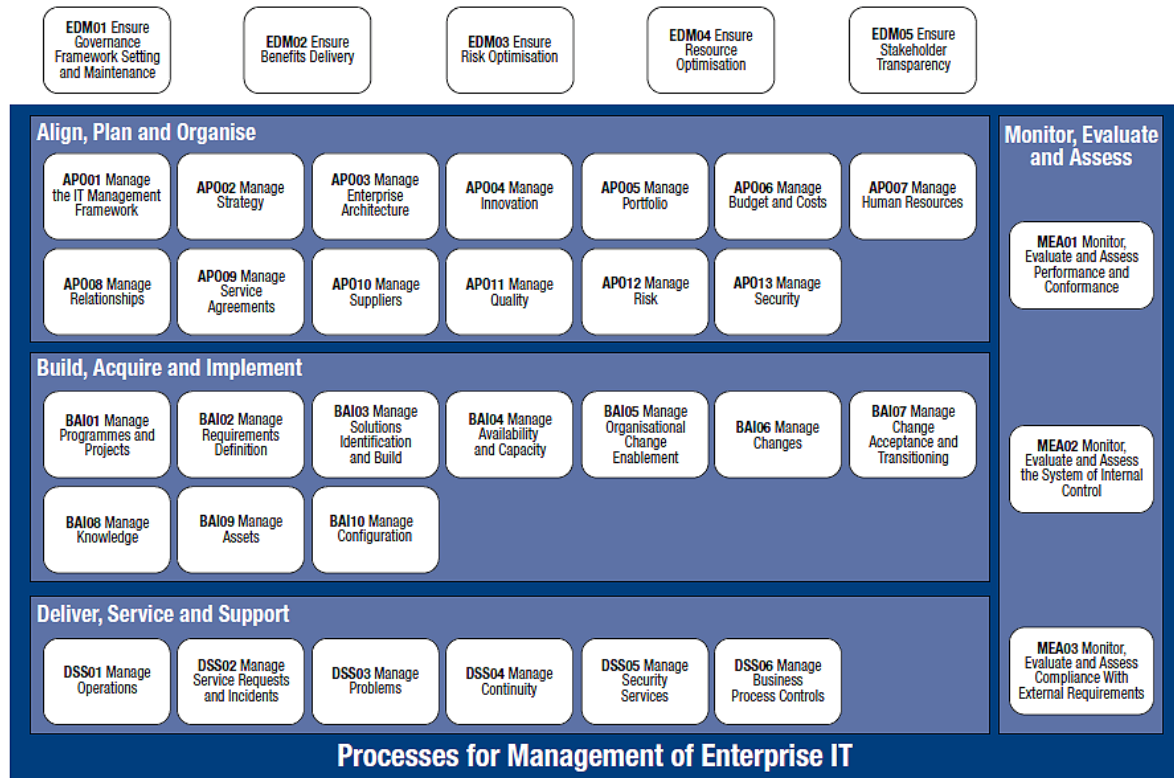 EDM01 Ensure
Governance
Framework Setting
and Maintenance
EDM02 Ensure
Benefits Delivery
EDM03 Ensure
Risk Optimisation
EDM04 Ensure
Resource
Optimisation
EDM05 Ensure
Stakeholder
Transparency
Align, Plan and Organise
APO01 Manage
the IT Management
Framework
APO02 Manage
Strategy
APO03 Manage
Enterprise
Architecture
APO04 Manage
Innovation
APO05 Manage
Portfolio
APO06 Manage
Budget and Costs
APO07 Manage
Human Resources
APO08 Manage
Relationships
APO09 Manage
Service
Agreements
APO10 Manage
Suppliers
APO11 Manage
Quality
APO12 Manage
Risk
APO13 Manage
Security
Build, Acquire and Implement
BAI01 Manage
Programmes and
Projects
BAI02 Manage
Requirements
Definition
BAI03 Manage
Solutions
Identification
and Build
BAI04 Manage
Availability
and Capacity
BAI05 Manage
Organisational
Change
Enablement
BAI06 Manage
Changes
BAI07 Manage
Change
Acceptance and
Transitioning
BAI08 Manage
Knowledge
BAI09 Manage
Assets
BAI10 Manage
Configuration
Deliver, Service and Support
DSS01 Manage
Operations
DSS02 Manage
Service Requests
and Incidents
DSS03 Manage
Problems
DSS04 Manage
Continuity
DSS05 Manage
Security
Services
DSS06 Manage
Business
Process Controls
Monitor, Evaluate
and Assess
MEA01 Monitor,
Evaluate and Assess
Performance and
Conformance
MEA02 Monitor,
Evaluate and Assess
the System of Internal
Control
MEA03 Monitor,
Evaluate and Assess
Compliance With
External Requirements
Processes for Management of Enterprise IT